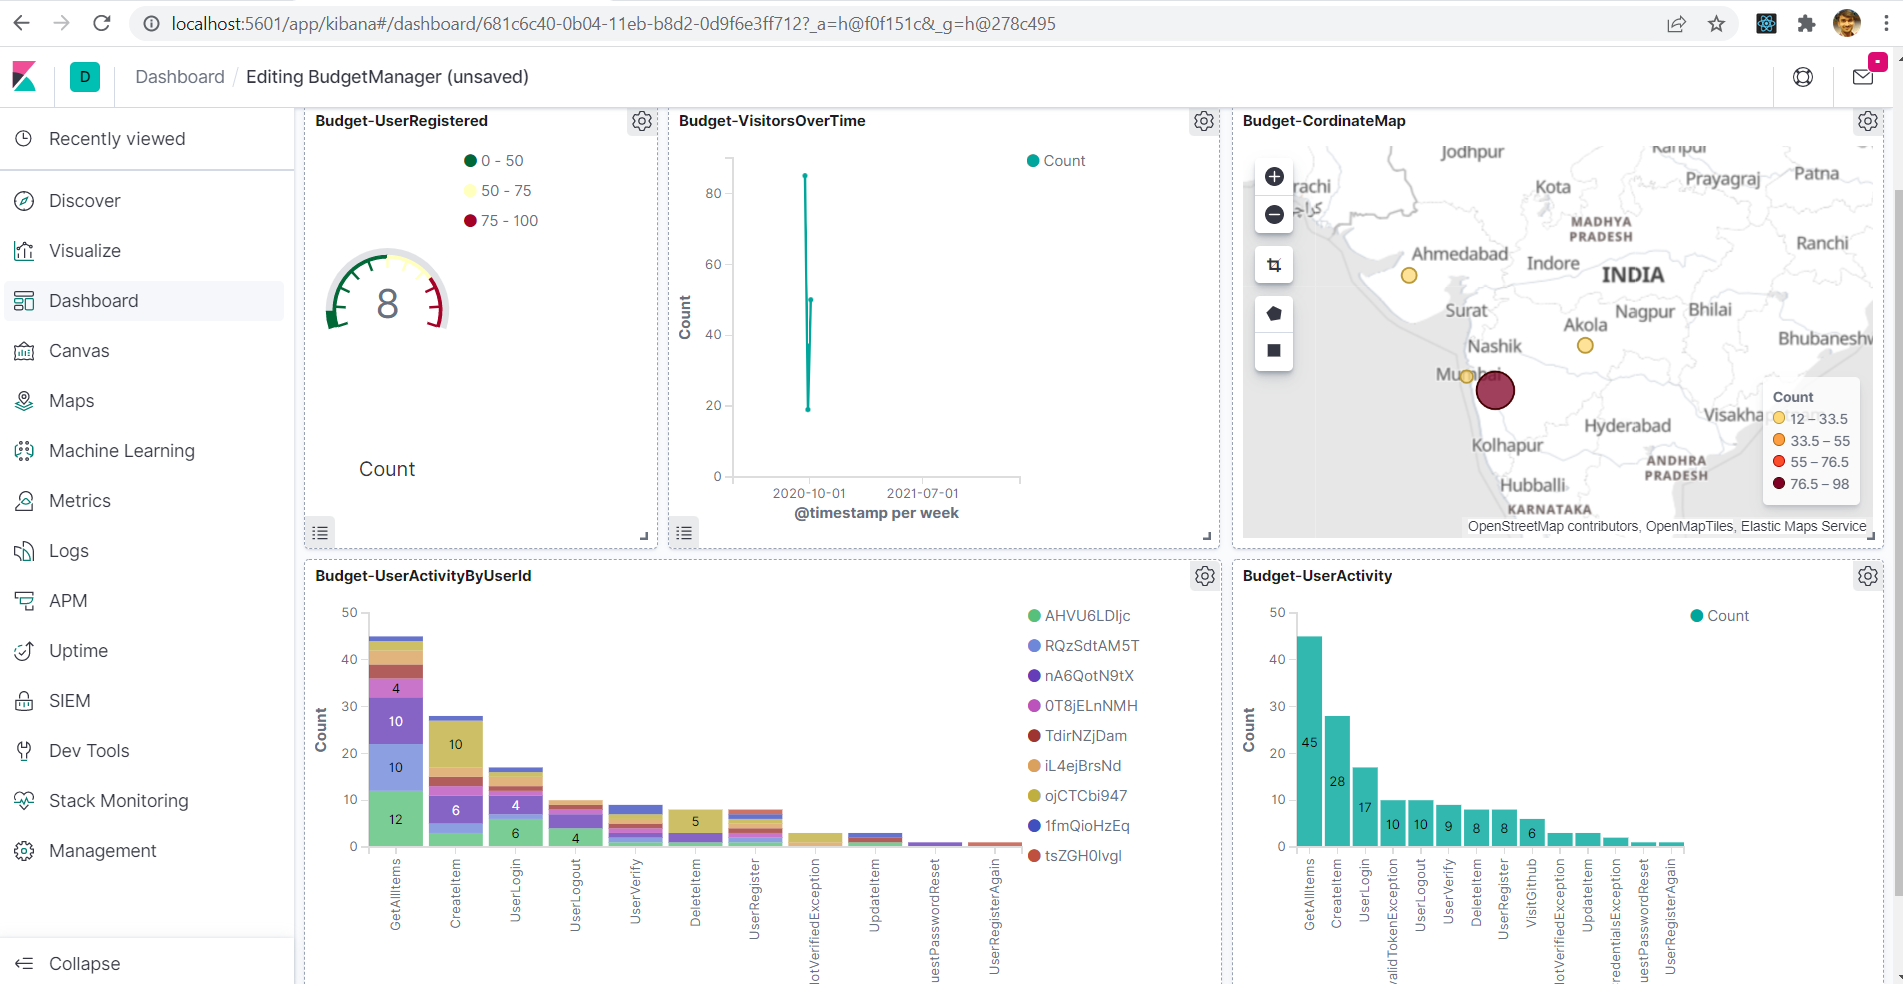 localhost:5601/app/kibana#/dashboard/681c6c40-0b04-11eb-b8d2-0d9f6e3ff712?_a=h@f0f151c&_g=h@278c495
D
Dashboard / Editing BudgetManager (unsaved)
Recently viewed
Discover
Visualize
Dashboard
Canvas
Maps
Machine Learning
Metrics
Logs
APM
Uptime
SIEM
Dev Tools
Stack Monitoring
Management
Collapse
Budget-UserRegistered
0 - 50
50 - 75
75 - 100
8
Count
Budget-VisitorsOverTime
Count
80
60
40
20
0
Count
2020-10-01 2021-07-01
@timestamp per week
Budget-CordinateMap
Jodhpur
Kanpur
rachi
كراچ
Kota
Prayagraj
Patna
MADHYA
PRADESH
Ranchi
Ahmedabad
Indore
INDIA
Surat
Nagpur
Bhilai
Akola
Nashik
Bhubanesh
Mumbai
Hyderabad
Visakha
Kolhapur
ANDHRA
PRADESH
Hubballi
KARNATAKA
Count
12 – 33.5
33.5 – 55
55 – 76.5
76.5 – 98
OpenStreetMap contributors, OpenMapTiles, Elastic Maps Service
Budget-UserActivityByUserId
50
40
30
20
10
0
Count
4
10
10
12
10
6
4
6
4
5
GetAllItems
CreateItem
UserLogin
UserLogout
UserVerify
DeleteItem
UserRegister
lotVerifiedException
UpdateItem
uestPasswordReset
UserRegisterAgain
AHVU6LDIjc
RQzSdtAM5T
nA6QotN9tX
0T8jELnNMH
TdirNZjDam
iL4ejBrsNd
ojCTCbi947
1fmQioHzEq
tsZGH0lvgl
Budget-UserActivity
Count
50
40
30
20
10
0
Count
45
28
17
10
10
9
8
8
6
GetAllItems
CreateItem
UserLogin
validTokenException
UserLogout
UserVerify
DeleteItem
UserRegister
VisitGithub
lotVerifiedException
UpdateItem
redentialsException
uestPasswordReset
UserRegisterAgain